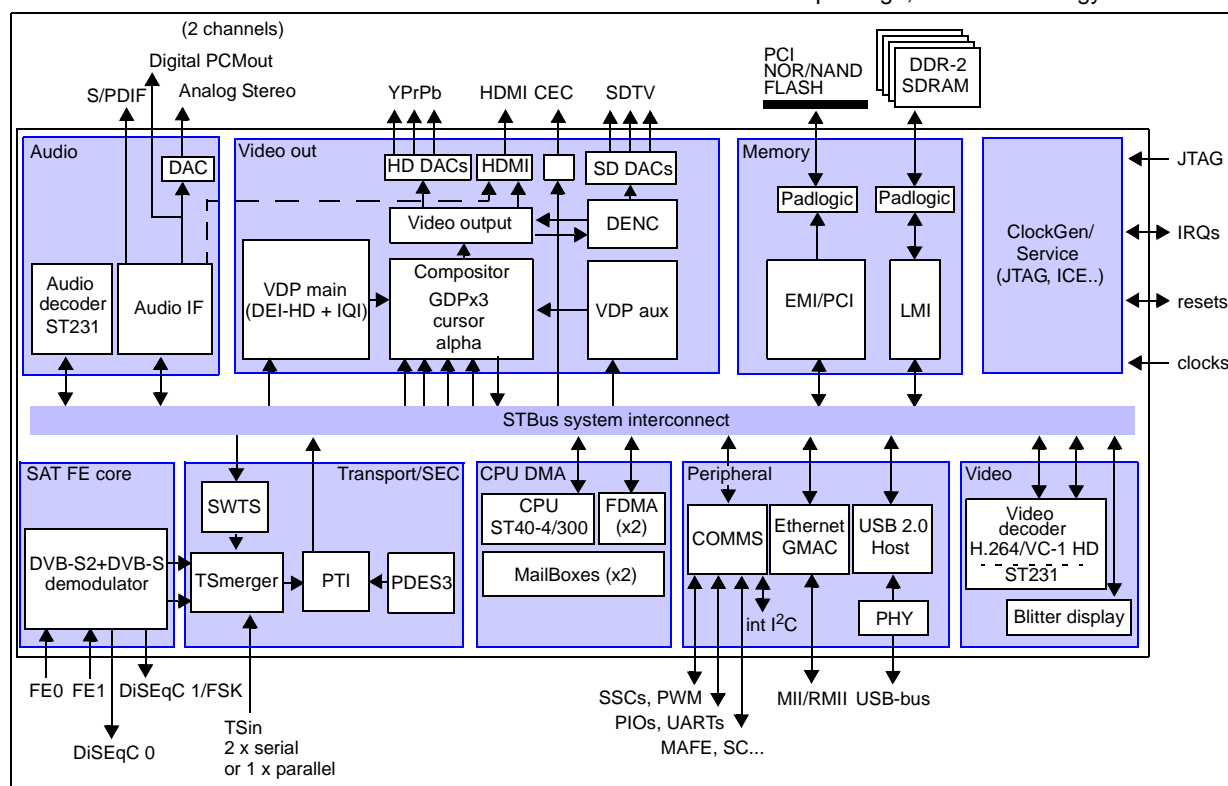 (2 channels)
Digital PCMout
S/PDIF
Analog Stereo
YPrPb
HDMI
CEC
SDTV
PCI
NOR/NAND
FLASH
DDR-2
SDRAM
Audio
DAC
Audio
decoder
ST231
Audio IF
Video out
HD DACs
HDMI
SD DACs
Video output
DENC
VDP main
(DEI-HD + IQI)
Compositor
GDPx3
cursor
alpha
VDP aux
Memory
Padlogic
Padlogic
EMI/PCI
LMI
ClockGen/
Service
(JTAG, ICE..)
JTAG
IRQs
resets
clocks
STBus system interconnect
SAT FE core
DVB-S2+DVB-S
demodulator
Transport/SEC
SWTS
TSmerger
PTI
PDES3
CPU DMA
CPU
ST40-4/300
FDMA
(x2)
MailBoxes (x2)
Peripheral
COMMS
Ethernet
GMAC
USB 2.0
Host
int I²C
PHY
Video
Video
decoder
H.264/VC-1 HD
ST231
Blitter display
FE0
FE1
DiSEqC 1/FSK
DiSEqC 0
TSin
2 x serial
or 1 x parallel
SSCs, PWM
PIOs, UARTs
MAFE, SC...
MII/RMII
USB-bus